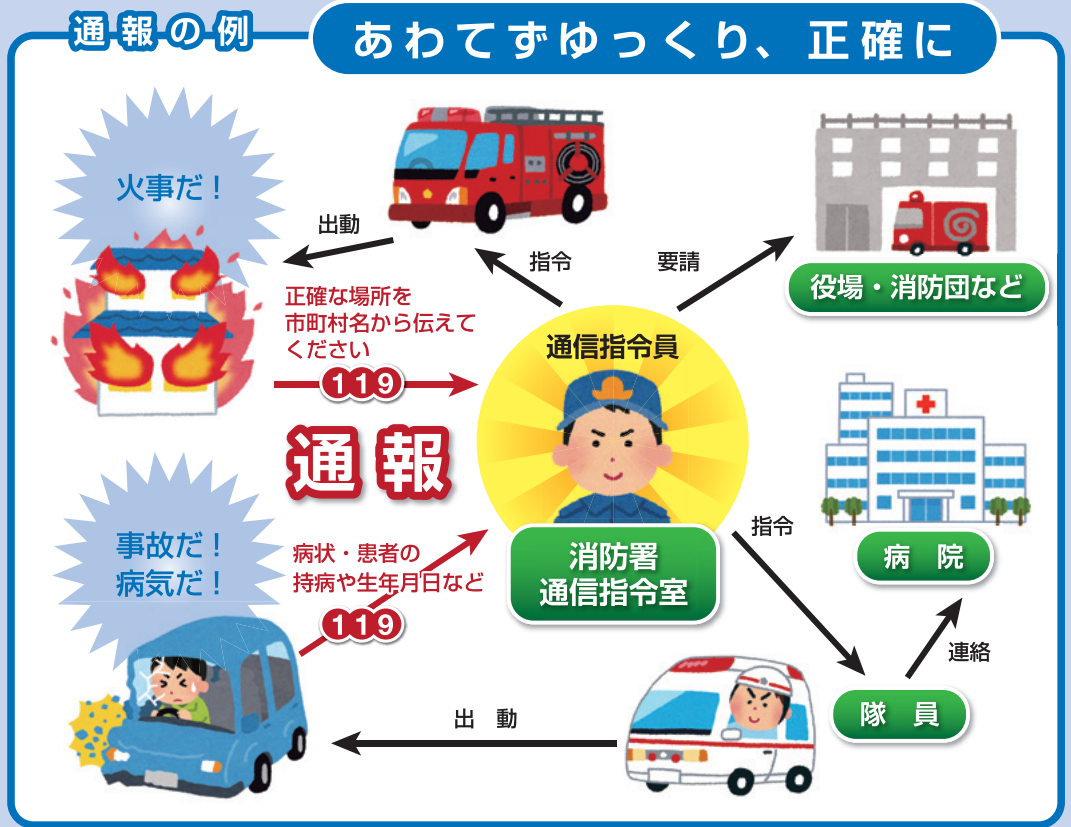 通報の例
あわてずゆっくり、正確に
火事だ！
出動
指令
要請
役場・消防団など
正確な場所を
市町村名から伝えて
ください
119
通報
通信指令員
消防署
通信指令室
事故だ！
病気だ！
病状・患者の
持病や生年月日など
119
指令
病　院
連絡
隊　員
出　動